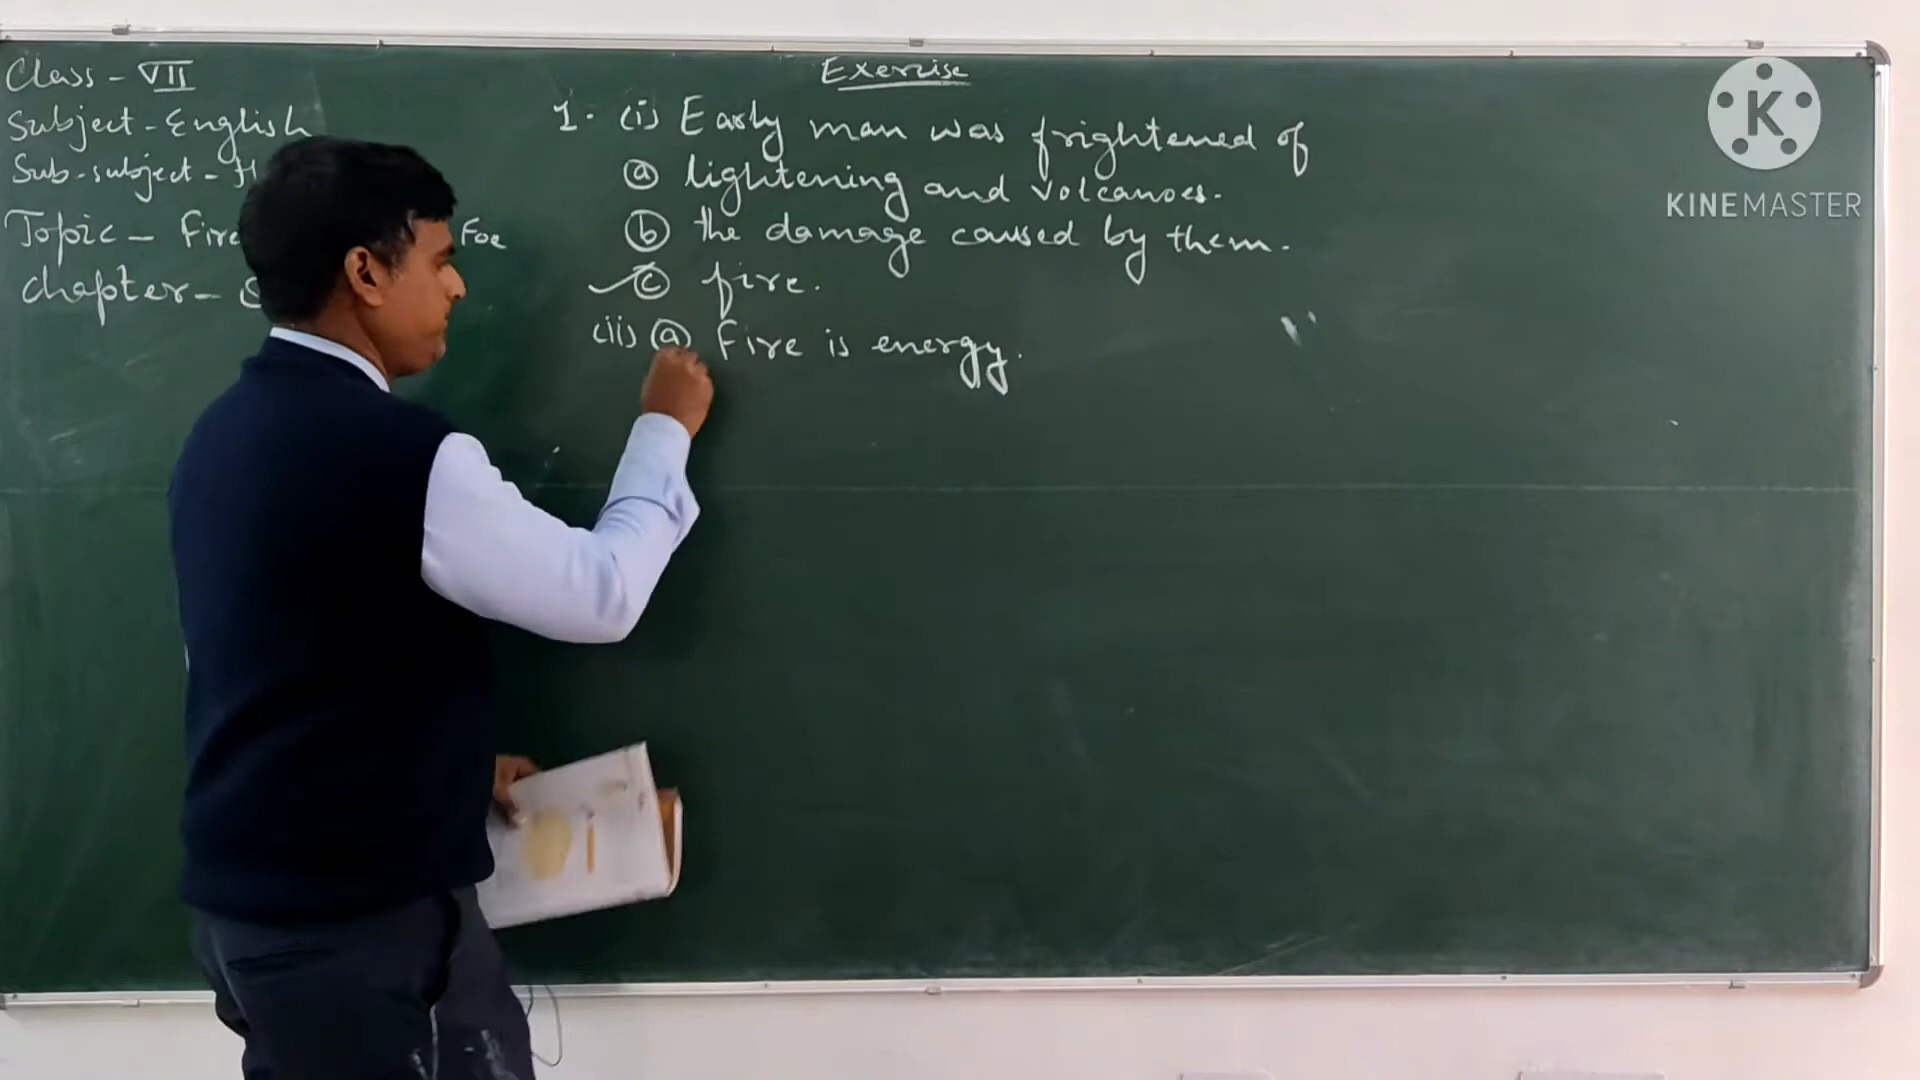 Class - VII
Subject - English
Sub-subject - H
Topic - Fire Foe
Chapter -
Exercise
1. (i) Early man was frightened of
(a) lightening and volcanoes.
(b) the damage caused by them.
(c) fire.
(ii) (a) Fire is energy.
K
KINEMASTER